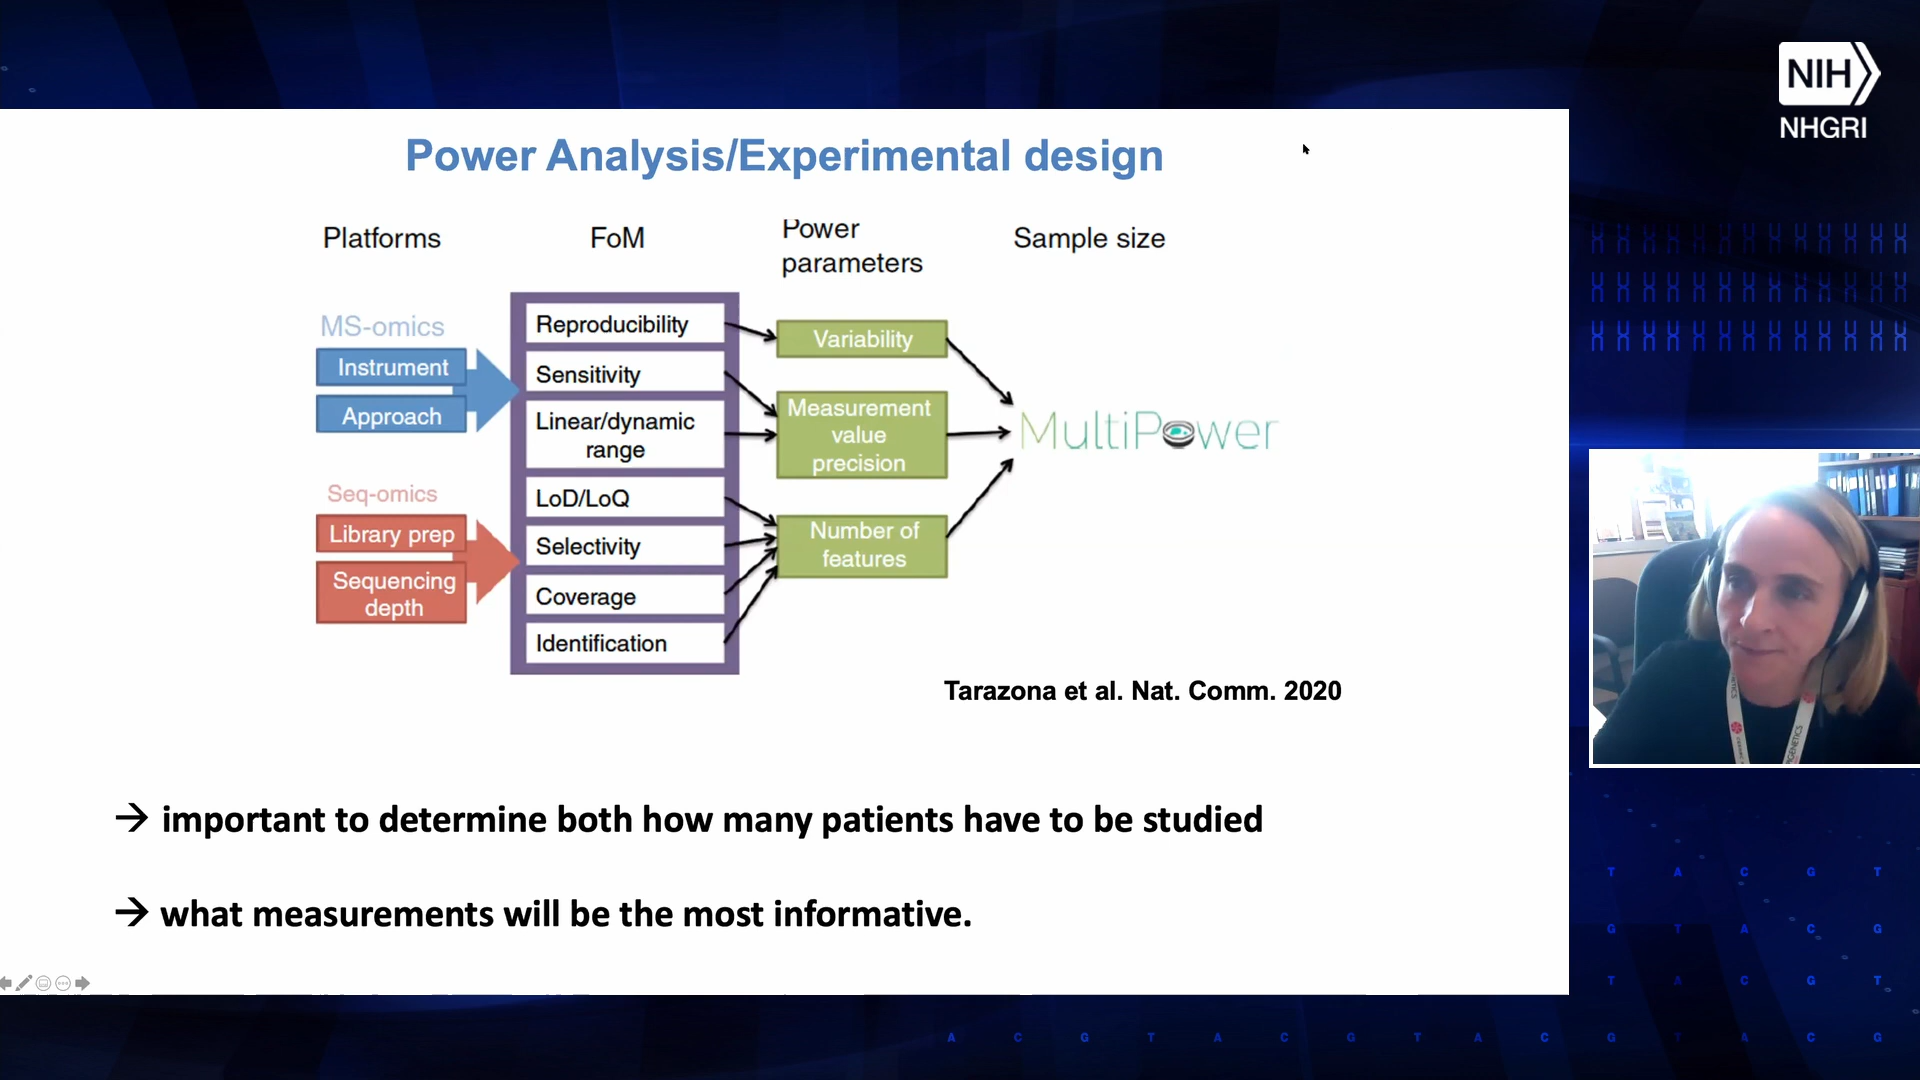 NIH
NHGRI
Power Analysis/Experimental design
Platforms
FoM
Power
parameters
Sample size
MS-omics
Instrument
Approach
Seq-omics
Library prep
Sequencing
depth
Reproducibility
Sensitivity
Linear/dynamic
range
LoD/LoQ
Selectivity
Coverage
Identification
Variability
Measurement
value
precision
Number of
features
MultiPower
Tarazona et al. Nat. Comm. 2020
→ important to determine both how many patients have to be studied
→ what measurements will be the most informative.
T A C G T
G T A C G
T A C G T
A C G T A C G T A C G T A C G